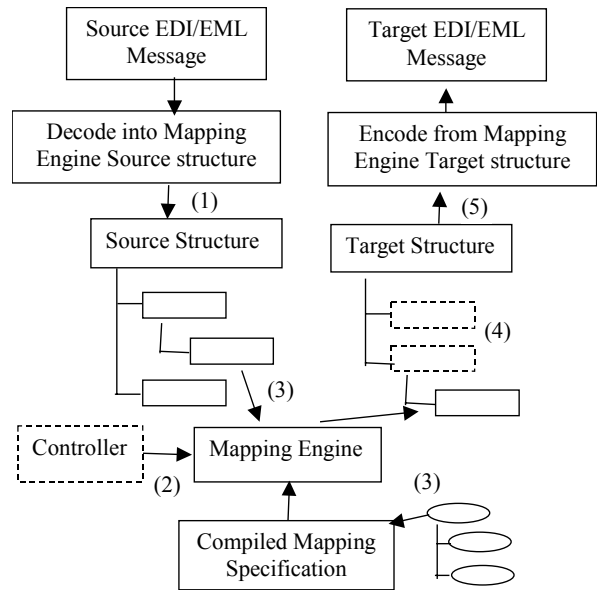 Source EDI/EML
Message
Target EDI/EML
Message
Decode into Mapping
Engine Source structure
Encode from Mapping
Engine Target structure
(1)
(5)
Source Structure
Target Structure
(4)
(3)
Controller
Mapping Engine
(2)
(3)
Compiled Mapping
Specification